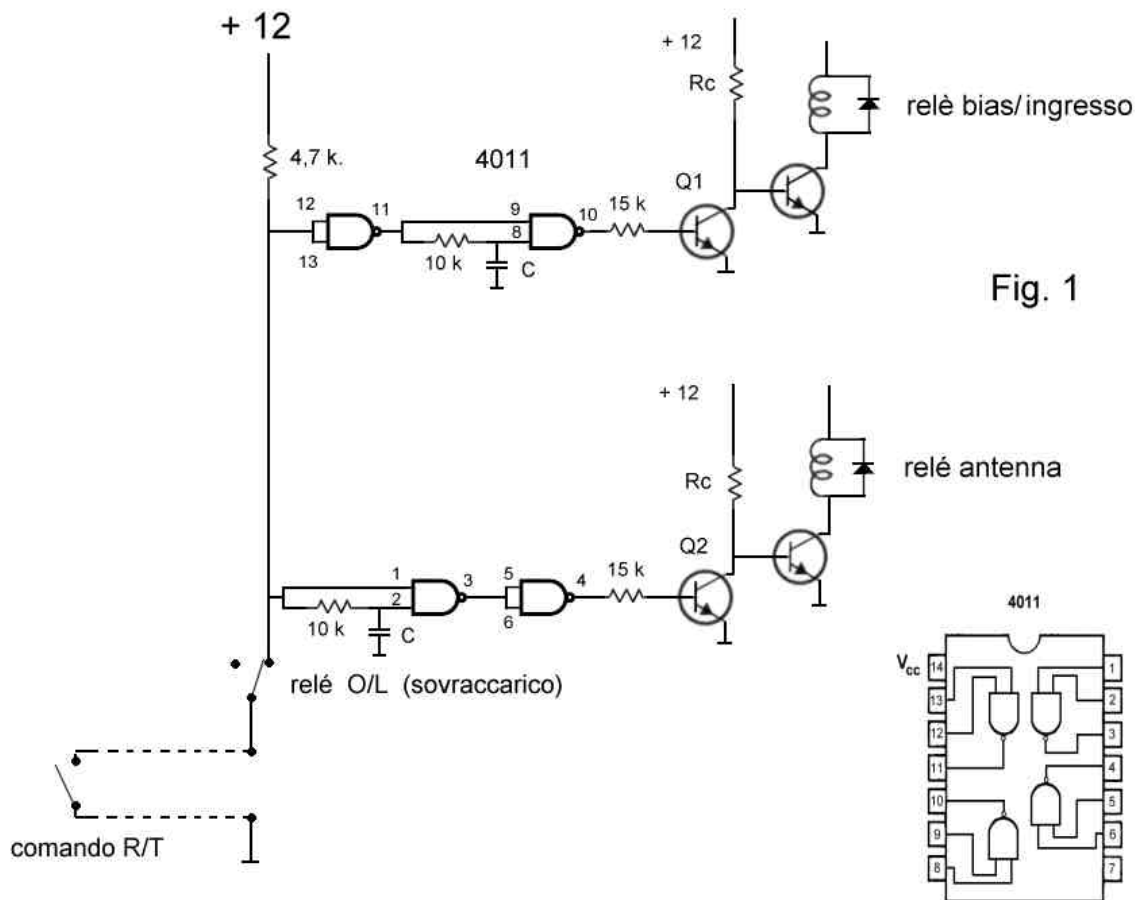 + 12
4,7 k.
4011
12
13
11
9
8
10
10 k
C
15 k
Q1
+ 12
Rc
relè bias/ingresso
Fig. 1
+ 12
Rc
relé antenna
Q2
1
2
3
5
6
4
15 k
10 k
C
relé O/L (sovraccarico)
comando R/T
4011
Vcc
14
13
12
11
10
9
8
1
2
3
4
5
6
7